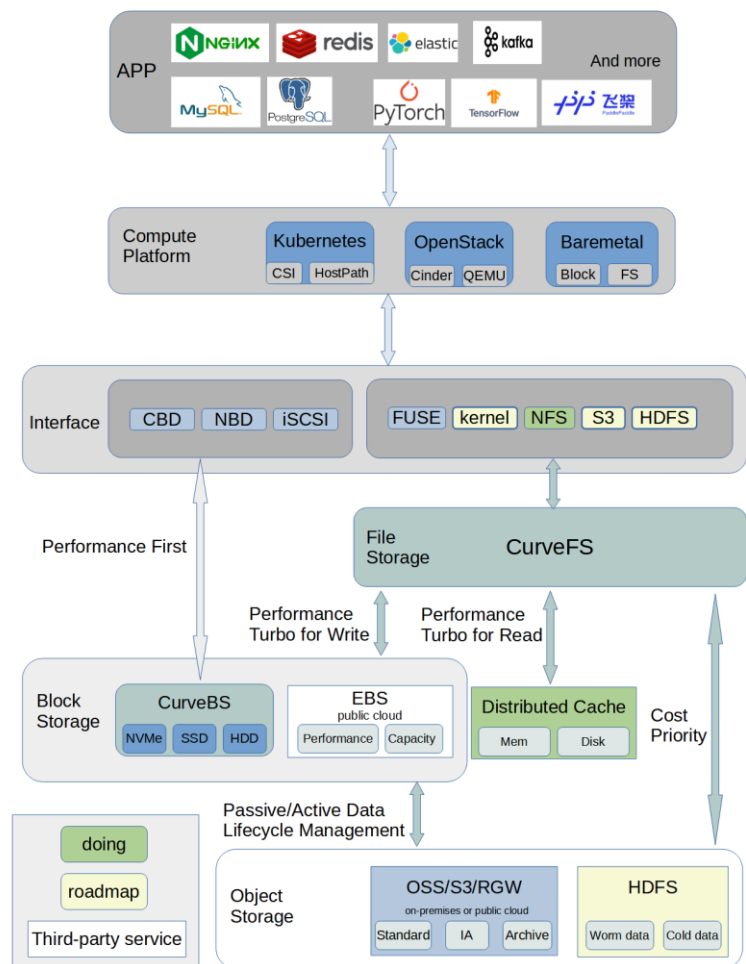 NGINX
redis
elastic
kafka
APP
And more
MySQL
PostgreSQL
PyTorch
TensorFlow
飞桨
PaddlePaddle
Compute
Platform
Kubernetes
CSI
HostPath
OpenStack
Cinder
QEMU
Baremetal
Block
FS
Interface
CBD
NBD
iSCSI
FUSE
kernel
NFS
S3
HDFS
Performance First
File
Storage
CurveFS
Performance
Turbo for Write
Performance
Turbo for Read
Block
Storage
CurveBS
NVMe
SSD
HDD
EBS
public cloud
Performance
Capacity
Distributed Cache
Mem
Disk
Cost
Priority
Passive/Active Data
Lifecycle Management
doing
roadmap
Third-party service
Object
Storage
OSS/S3/RGW
on-premises or public cloud
Standard
IA
Archive
HDFS
Worm data
Cold data